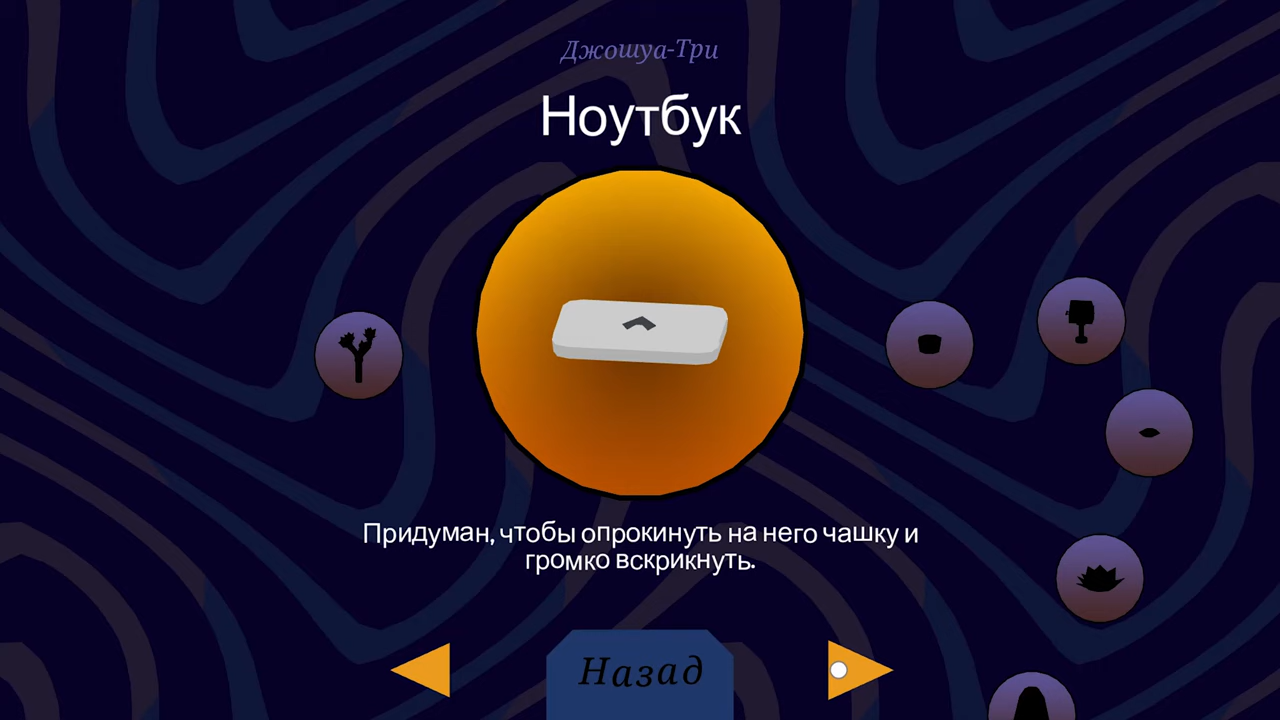 Джошуа-Три
Ноутбук
Придуман, чтобы опрокинуть на него чашку и
громко вскрикнуть.
Назад